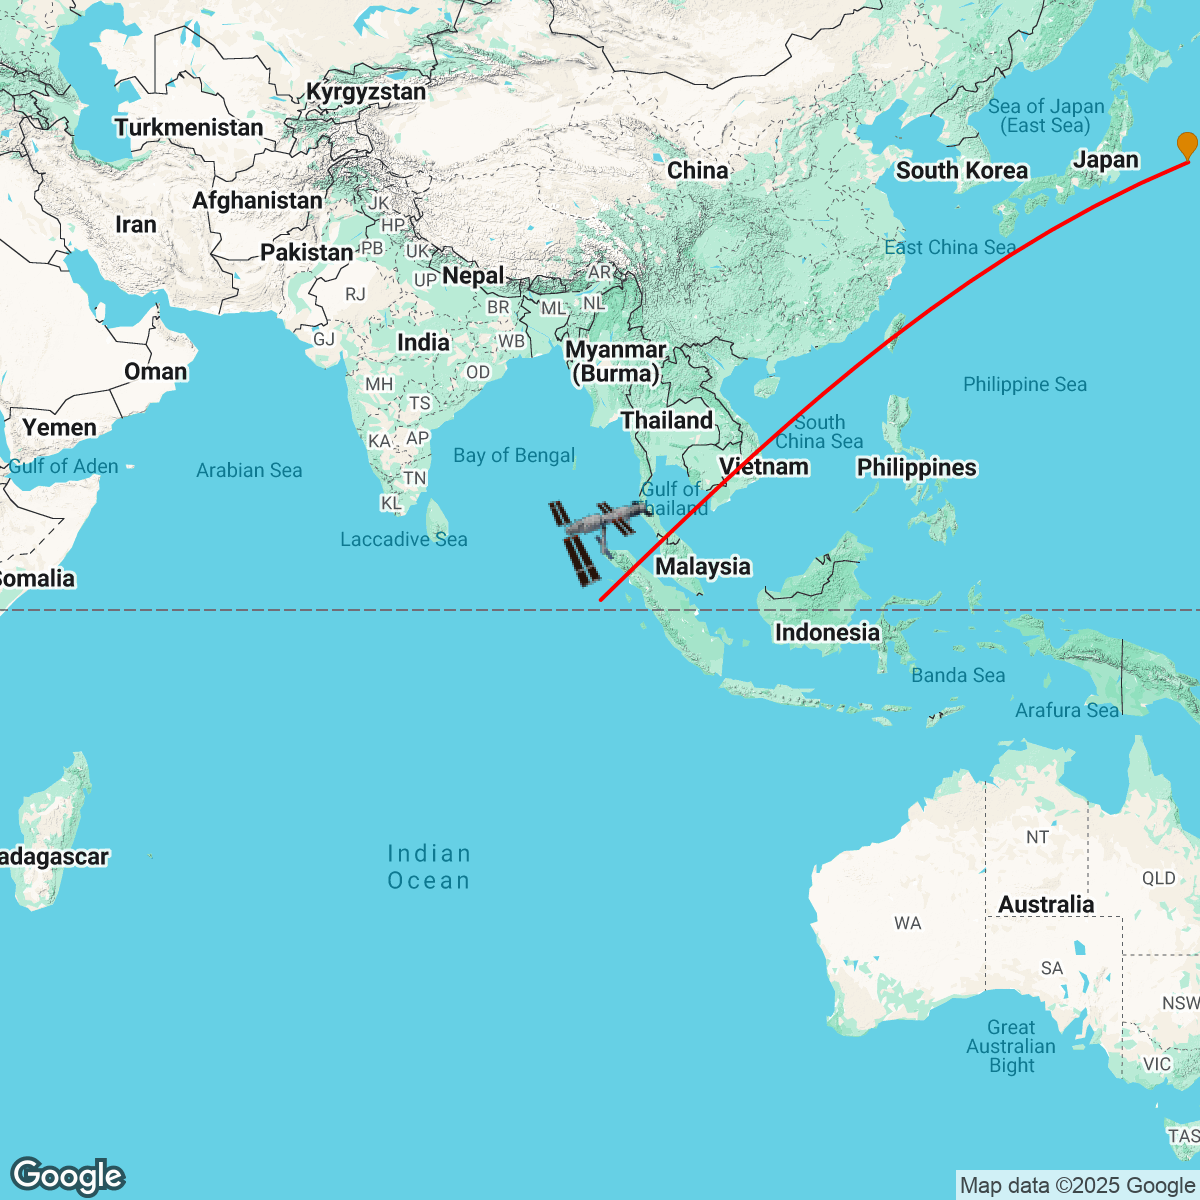 Sea of Japan
(East Sea)
Kyrgyzstan
Turkmenistan
China
South Korea
Japan
Afghanistan
JK
Iran
HP
Pakistan
PB
UK
East China Sea
Nepal
AR
UP
RJ
BR
ML
NL
GJ
India
WB
Myanmar
(Burma)
Oman
OD
MH
Philippine Sea
TS
Thailand
South
China Sea
Yemen
KA
AP
Bay of Bengal
Gulf of Aden
Arabian Sea
Vietnam
Philippines
TN
Gulf of
Thailand
KL
Laccadive Sea
Malaysia
Somalia
Indonesia
Banda Sea
Arafura Sea
NT
Indian
Ocean
adagascar
QLD
Australia
WA
SA
NSW
Great
Australian
Bight
VIC
TAS
Google
Map data ©2025 Google